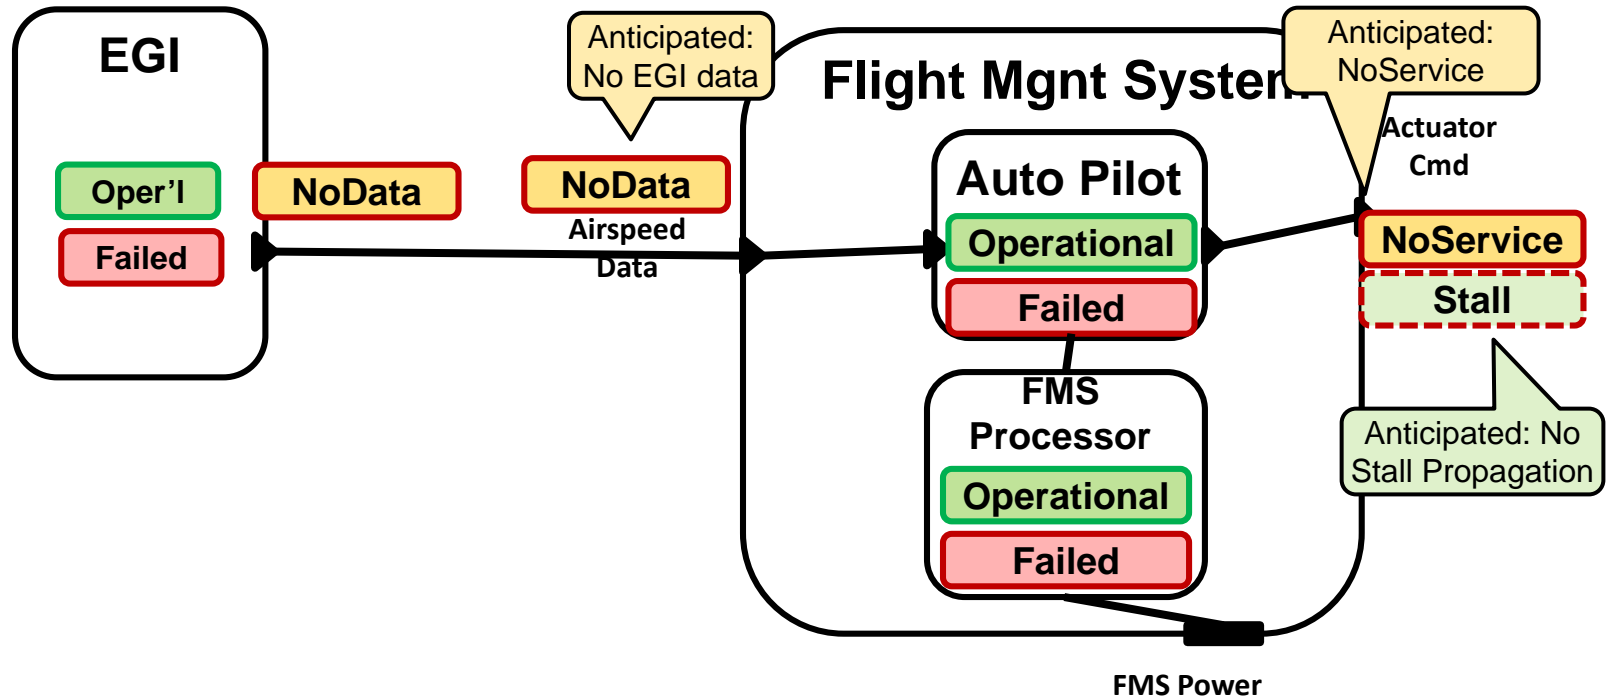 EGI
Oper'l
Failed
NoData
Anticipated:
No EGI data
NoData
Airspeed
Data
Flight Mgnt System
Auto Pilot
Operational
Failed
FMS
Processor
Operational
Failed
FMS Power
Anticipated:
NoService
Actuator
Cmd
NoService
Stall
Anticipated: No
Stall Propagation